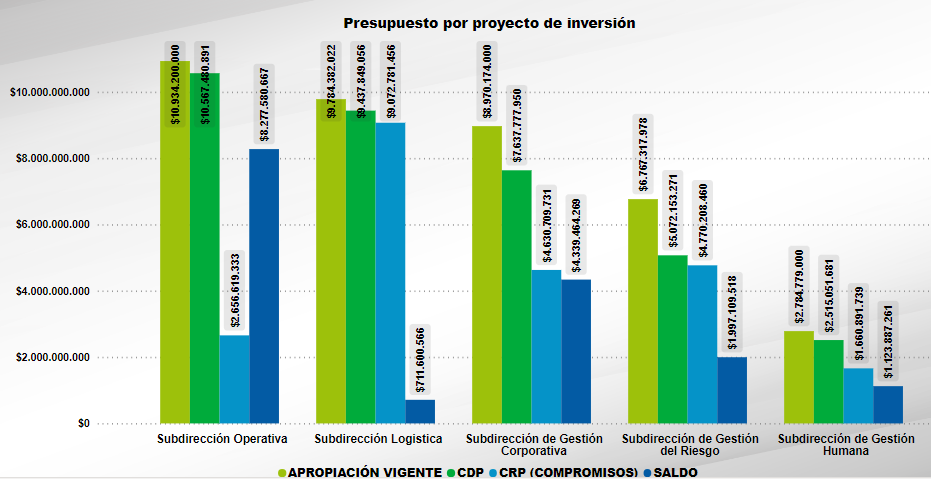 Presupuesto por proyecto de inversión
$10.000.000.000
$8.000.000.000
$6.000.000.000
$4.000.000.000
$2.000.000.000
$0
$10.934.200.000
$10.567.480.891
$2.656.619.333
$8.277.580.667
$9.784.382.022
$9.437.849.056
$9.072.781.456
$711.600.566
$8.970.174.000
$7.637.777.950
$4.630.709.731
$4.339.464.269
$6.767.317.978
$5.072.153.271
$4.770.208.460
$1.997.109.518
$2.784.779.000
$2.515.051.681
$1.660.891.739
$1.123.887.261
Subdirección Operativa
Subdirección Logística
Subdirección de Gestión
Corporativa
Subdirección de Gestión
del Riesgo
Subdirección de Gestión
Humana
APROPIACIÓN VIGENTE CDP CRP (COMPROMISOS) SALDO